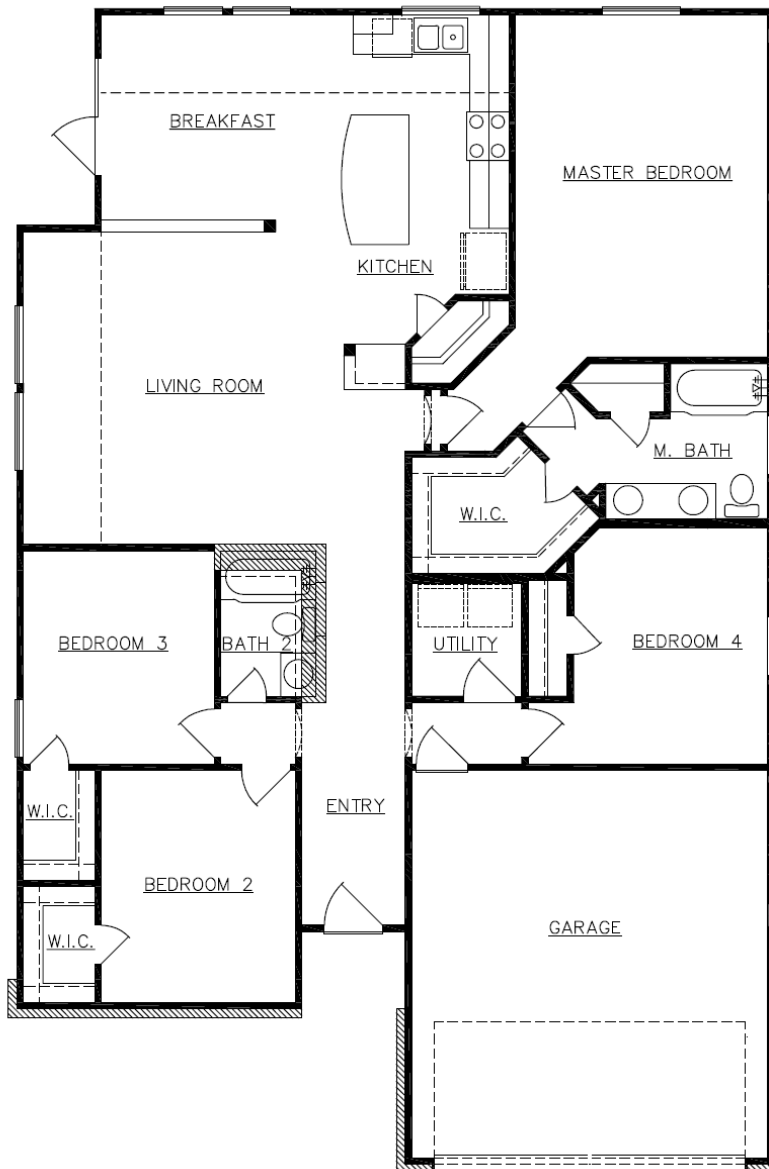 BREAKFAST
MASTER BEDROOM
KITCHEN
LIVING ROOM
M. BATH
W.I.C.
BEDROOM 3
BATH 2
UTILITY
BEDROOM 4
ENTRY
W.I.C.
BEDROOM 2
GARAGE
W.I.C.